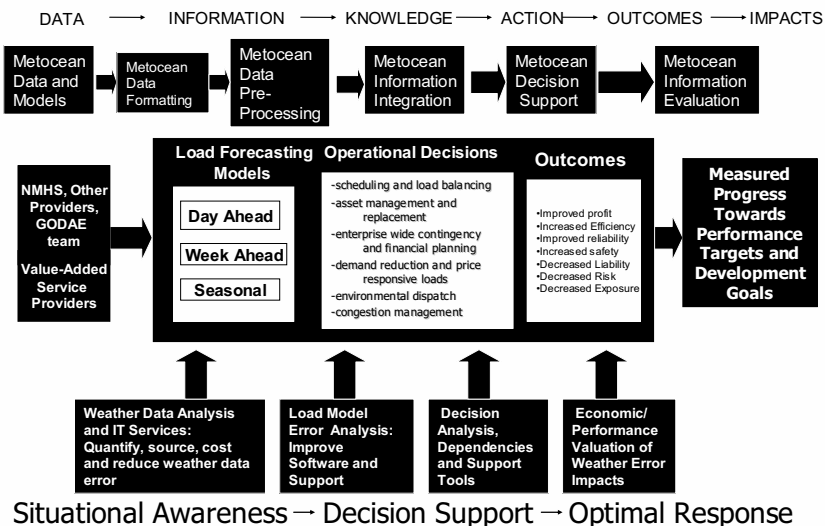 DATA → INFORMATION → KNOWLEDGE → ACTION → OUTCOMES → IMPACTS
Metocean
Data and
Models
Metocean
Data
Formatting
Metocean
Data
Pre-
Processing
Metocean
Information
Integration
Metocean
Decision
Support
Metocean
Information
Evaluation
NMHS, Other
Providers,
GODAE
team
Value-Added
Service
Providers
Load Forecasting
Models
Day Ahead
Week Ahead
Seasonal
Operational Decisions
-scheduling and load balancing
-asset management and
replacement
-enterprise wide contingency
and financial planning
-demand reduction and price
responsive loads
-environmental dispatch
-congestion management
Outcomes
•Improved profit
•Increased Efficiency
•Improved reliability
•Increased safety
•Decreased Liability
•Decreased Risk
•Decreased Exposure
Measured
Progress
Towards
Performance
Targets and
Development
Goals
Weather Data Analysis
and IT Services:
Quantify, source, cost
and reduce weather data
error
Load Model
Error Analysis:
Improve
Software and
Support
Decision
Analysis,
Dependencies
and Support
Tools
Economic/
Performance
Valuation of
Weather Error
Impacts
Situational Awareness → Decision Support → Optimal Response